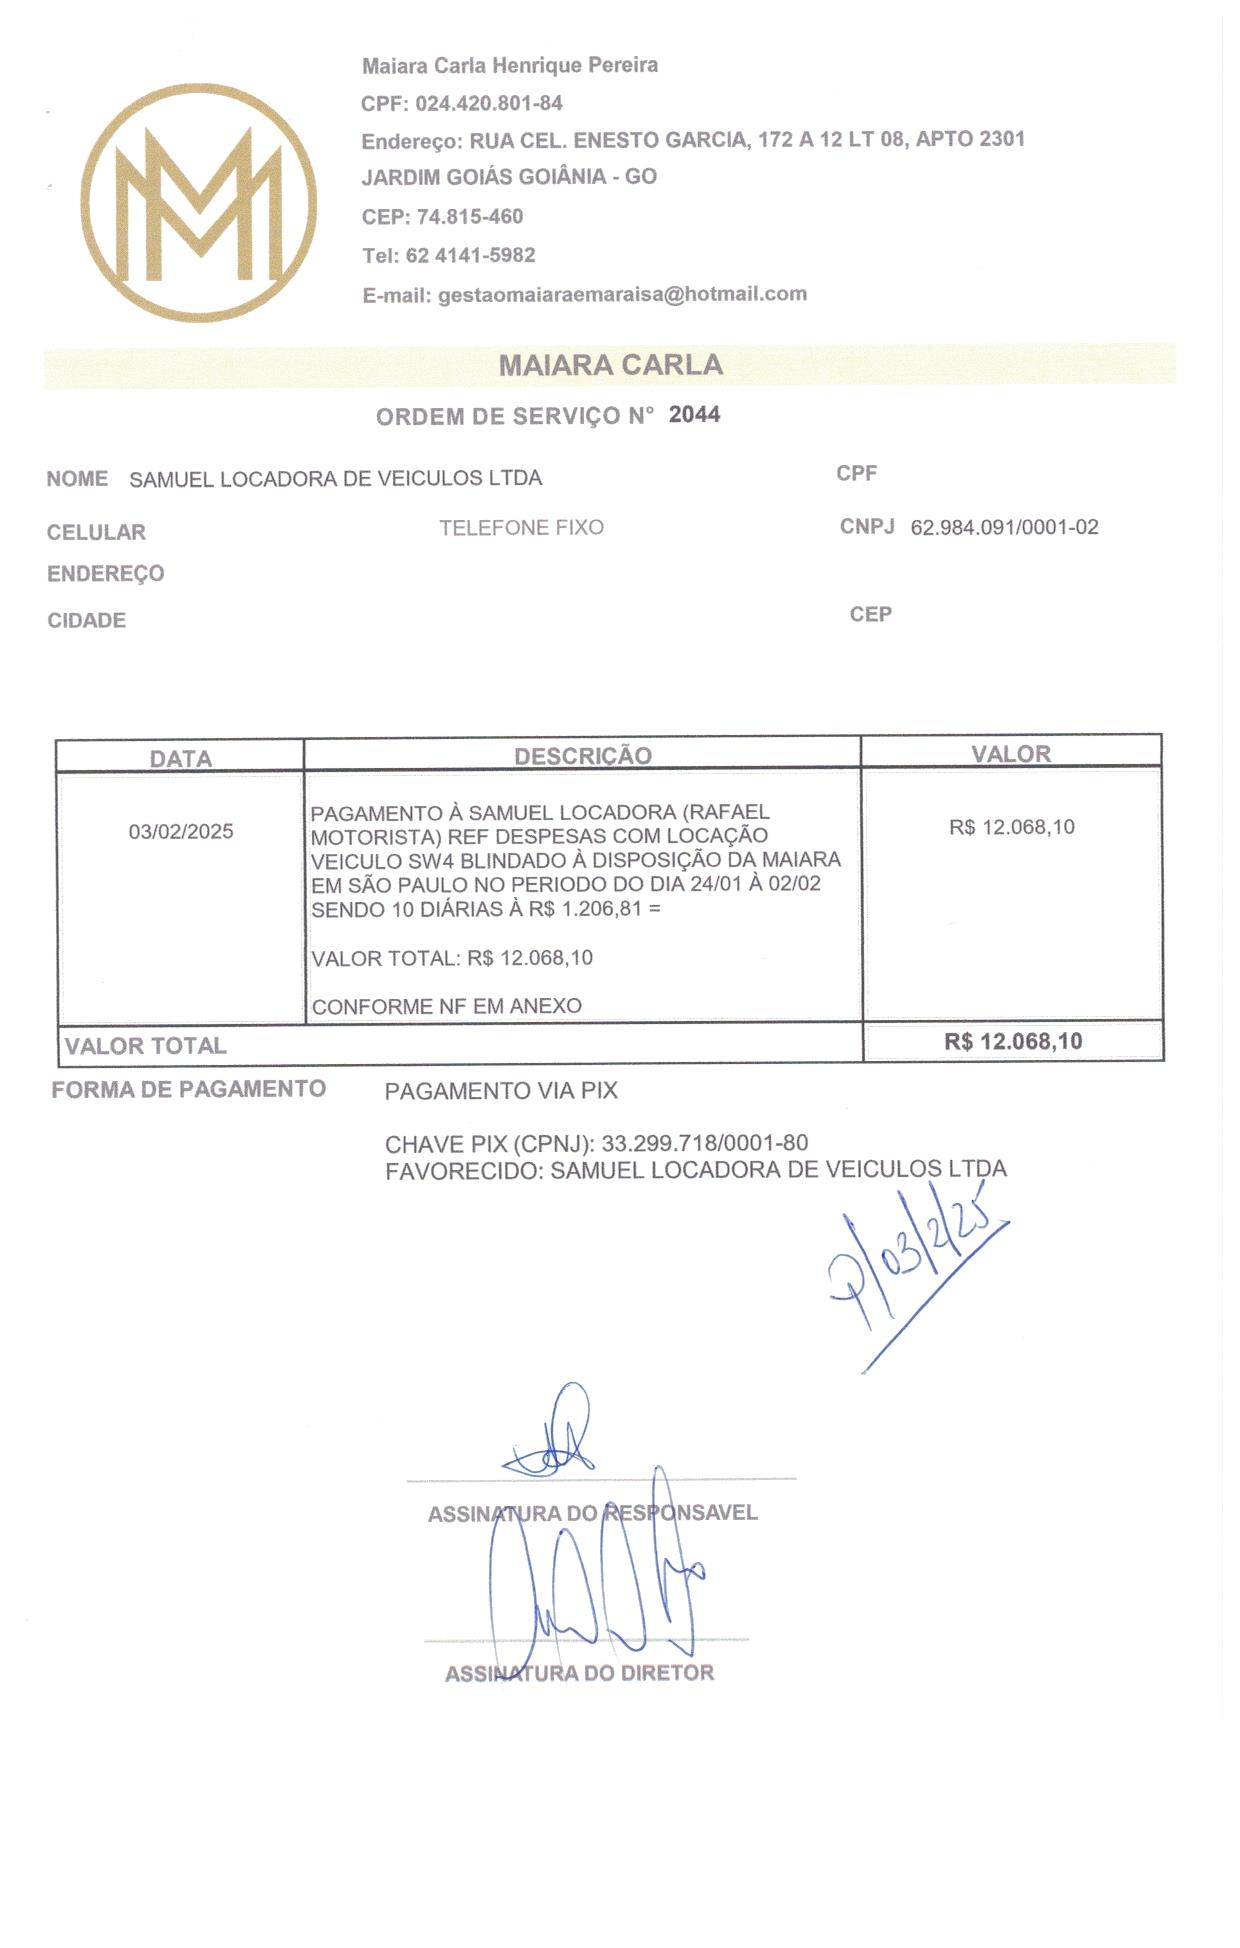 Maiara Carla Henrique Pereira
CPF: 024.420.801-84
Endereço: RUA CEL. ENESTO GARCIA, 172 A 12 LT 08, APTO 2301
JARDIM GOIÁS GOIÂNIA - GO
CEP: 74.815-460
Tel: 62 4141-5982
E-mail: gestaomaiaraemaraisa@hotmail.com
MAIARA CARLA
ORDEM DE SERVIÇO N° 2044
NOME SAMUEL LOCADORA DE VEICULOS LTDA CPF
CELULAR TELEFONE FIXO CNPJ 62.984.091/0001-02
ENDEREÇO
CIDADE CEP
DATA DESCRIÇÃO VALOR
03/02/2025 R$ 12.068,10
PAGAMENTO À SAMUEL LOCADORA (RAFAEL
MOTORISTA) REF DESPESAS COM LOCAÇÃO
VEICULO SW4 BLINDADO À DISPOSIÇÃO DA MAIARA
EM SÃO PAULO NO PERIODO DO DIA 24/01 À 02/02
SENDO 10 DIÁRIAS À R$ 1.206,81 =
VALOR TOTAL: R$ 12.068,10
CONFORME NF EM ANEXO
VALOR TOTAL R$ 12.068,10
FORMA DE PAGAMENTO PAGAMENTO VIA PIX
CHAVE PIX (CPNJ): 33.299.718/0001-80
FAVORECIDO: SAMUEL LOCADORA DE VEICULOS LTDA
P/03/2/25
ASSINATURA DO RESPONSAVEL
ASSINATURA DO DIRETOR